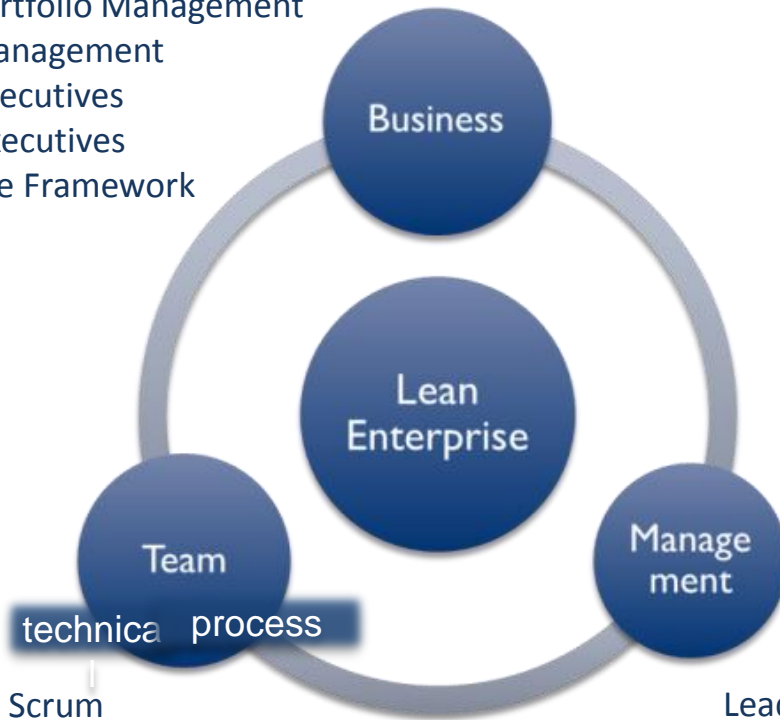 rtfolio Management
anagement
ecutives
ecutives
e Framework
Business
Lean
Enterprise
Team
Manage
ment
technica process
l
Scrum
Lead